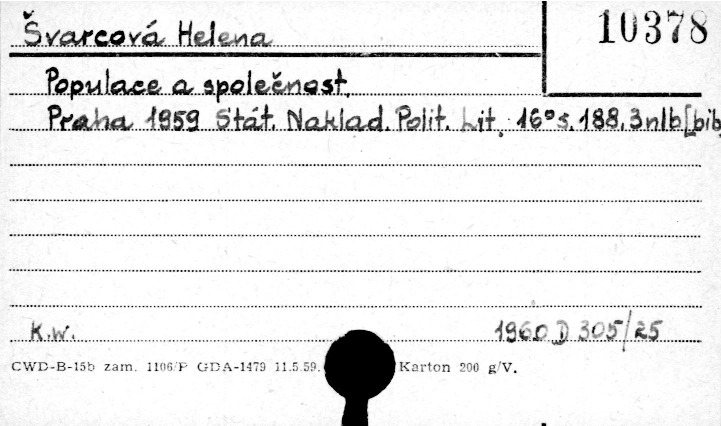 Švarcová Helena
10378
Populace a společnost.
Praha 1959 Stát. Naklad. Polit. Lit. 16° s. 188. 3nlb [bib
K.W.
1960 D 305/25
CWD-B-15b zam. 1106/P GDA-1479 11.5.59.
Karton 200 g/V.